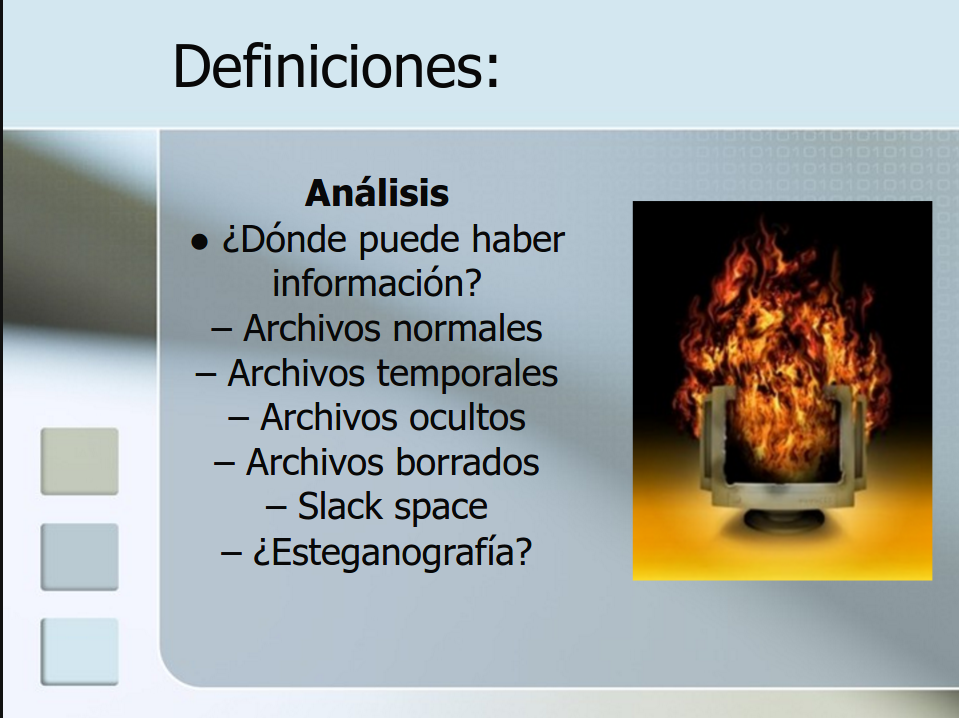 Definiciones:
Análisis
● ¿Dónde puede haber
información?
– Archivos normales
– Archivos temporales
– Archivos ocultos
– Archivos borrados
– Slack space
– ¿Esteganografía?